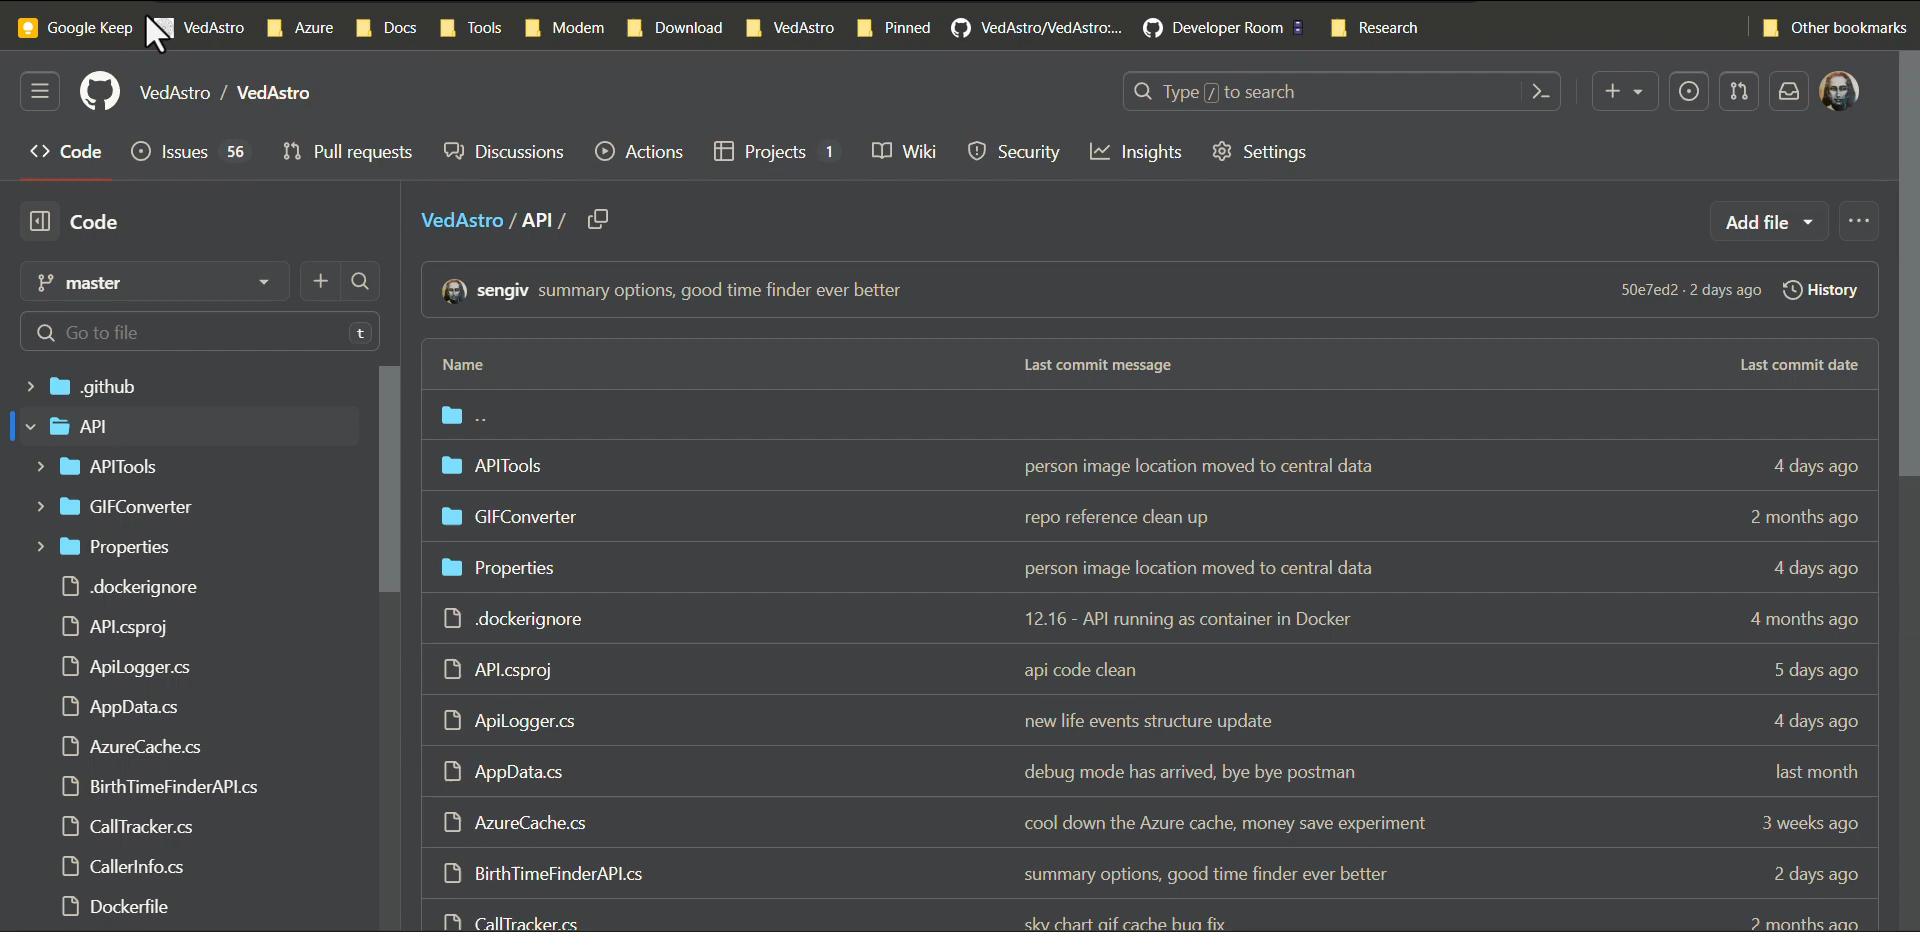 Google Keep VedAstro Azure Docs Tools Modem Download VedAstro Pinned VedAstro/VedAstro:... Developer Room Research Other bookmarks
VedAstro / VedAstro Type / to search
Code Issues 56 Pull requests Discussions Actions Projects 1 Wiki Security Insights Settings
Code
master
Go to file t
.github
API
APITools
GIFConverter
Properties
.dockerignore
API.csproj
ApiLogger.cs
AppData.cs
AzureCache.cs
BirthTimeFinderAPI.cs
CallTracker.cs
CallerInfo.cs
Dockerfile
VedAstro / API / Add file
sengiv summary options, good time finder ever better 50e7ed2 · 2 days ago History
Name Last commit message Last commit date
..
APITools person image location moved to central data 4 days ago
GIFConverter repo reference clean up 2 months ago
Properties person image location moved to central data 4 days ago
.dockerignore 12.16 - API running as container in Docker 4 months ago
API.csproj api code clean 5 days ago
ApiLogger.cs new life events structure update 4 days ago
AppData.cs debug mode has arrived, bye bye postman last month
AzureCache.cs cool down the Azure cache, money save experiment 3 weeks ago
BirthTimeFinderAPI.cs summary options, good time finder ever better 2 days ago
CallTracker.cs sky chart gif cache bug fix 2 months ago